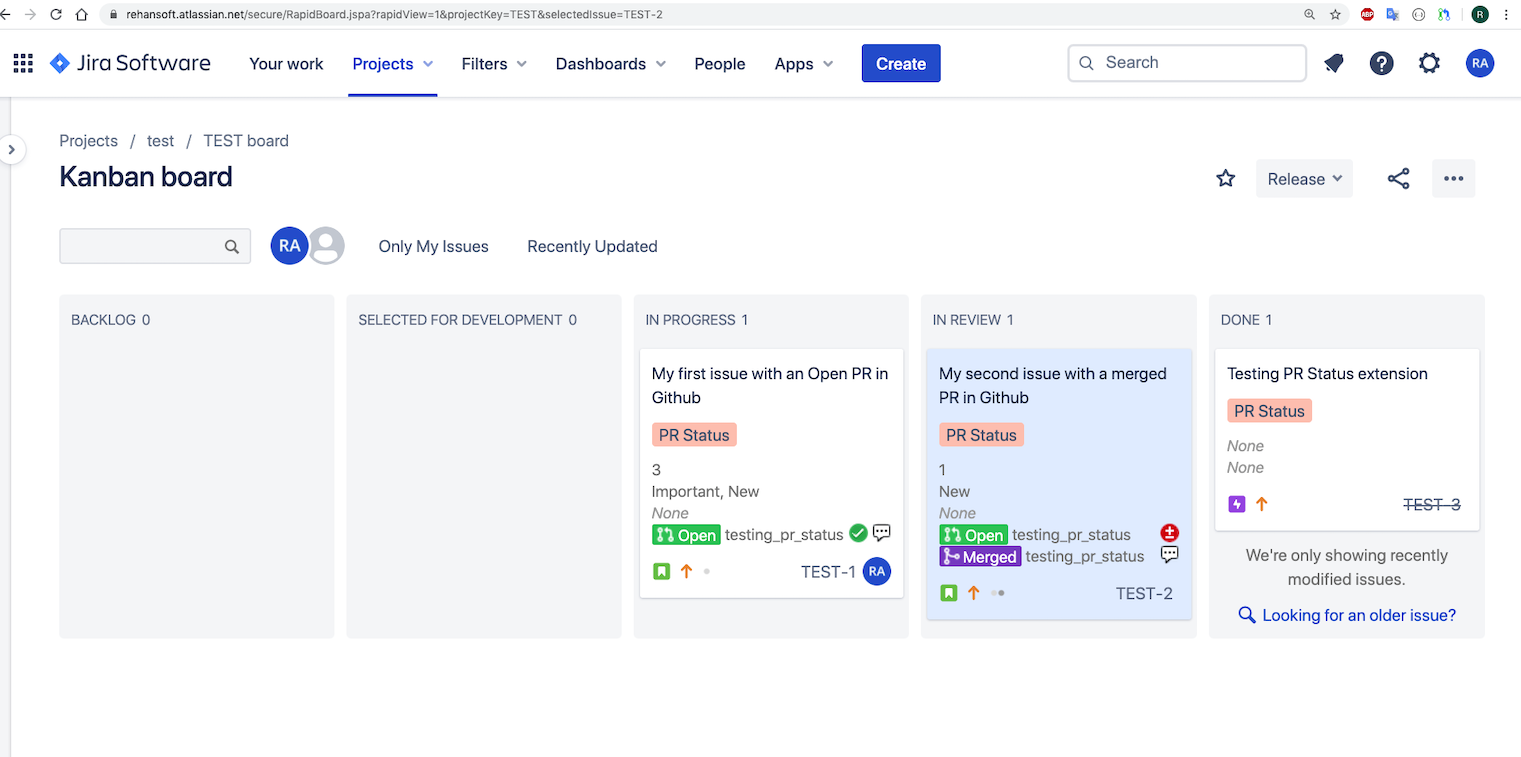 rehansoft.atlassian.net/secure/RapidBoard.jspa?rapidView=1&projectKey=TEST&selectedIssue=TEST-2
ABP
R
Jira Software Your work Projects Filters Dashboards People Apps Create Search RA
Projects / test / TEST board
Kanban board
Release
RA Only My Issues Recently Updated
BACKLOG 0
SELECTED FOR DEVELOPMENT 0
IN PROGRESS 1
My first issue with an Open PR in
Github
PR Status
3
Important, New
None
Open testing_pr_status
TEST-1 RA
IN REVIEW 1
My second issue with a merged
PR in Github
PR Status
1
New
None
Open testing_pr_status
Merged testing_pr_status
TEST-2
DONE 1
Testing PR Status extension
PR Status
None
None
TEST-3
We're only showing recently
modified issues.
Looking for an older issue?